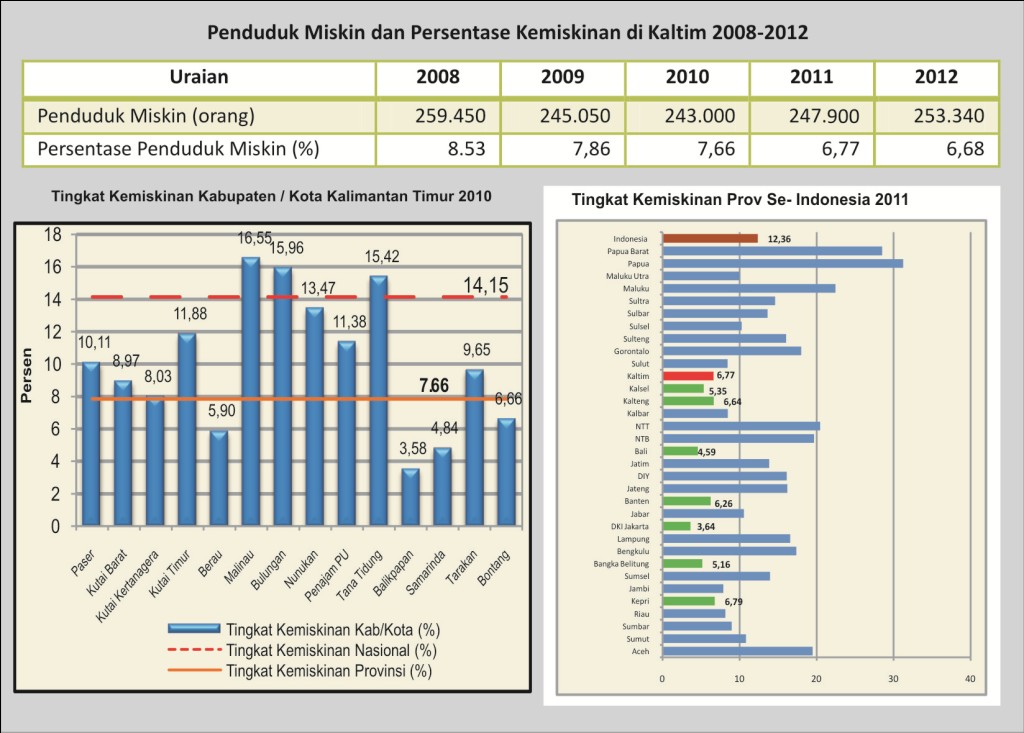 Penduduk Miskin dan Persentase Kemiskinan di Kaltim 2008-2012
Uraian 2008 2009 2010 2011 2012
Penduduk Miskin (orang) 259.450 245.050 243.000 247.900 253.340
Persentase Penduduk Miskin (%) 8.53 7,86 7,66 6,77 6,68
Tingkat Kemiskinan Kabupaten / Kota Kalimantan Timur 2010
Persen
18
16
14
12
10
8
6
4
2
0
10,11
8,97
8,03
11,88
5,90
16,55
15,96
13,47
11,38
15,42
3,58
4,84
9,65
6,66
14,15
7.66
Paser
Kutai Barat
Kutai Kertanagera
Kutai Timur
Berau
Malinau
Bulungan
Nunukan
Penajam PU
Tana Tidung
Balikpapan
Samarinda
Tarakan
Bontang
Tingkat Kemiskinan Kab/Kota (%)
Tingkat Kemiskinan Nasional (%)
Tingkat Kemiskinan Provinsi (%)
Tingkat Kemiskinan Prov Se- Indonesia 2011
Indonesia 12,36
Papua Barat
Papua
Maluku Utra
Maluku
Sultra
Sulbar
Sulsel
Sulteng
Gorontalo
Sulut
Kaltim 6,77
Kalsel 5,35
Kalteng 6,64
Kalbar
NTT
NTB
Bali 4,59
Jatim
DIY
Jateng
Banten 6,26
Jabar
DKI Jakarta 3,64
Lampung
Bengkulu
Bangka Belitung 5,16
Sumsel
Jambi
Kepri 6,79
Riau
Sumbar
Sumut
Aceh
0 10 20 30 40